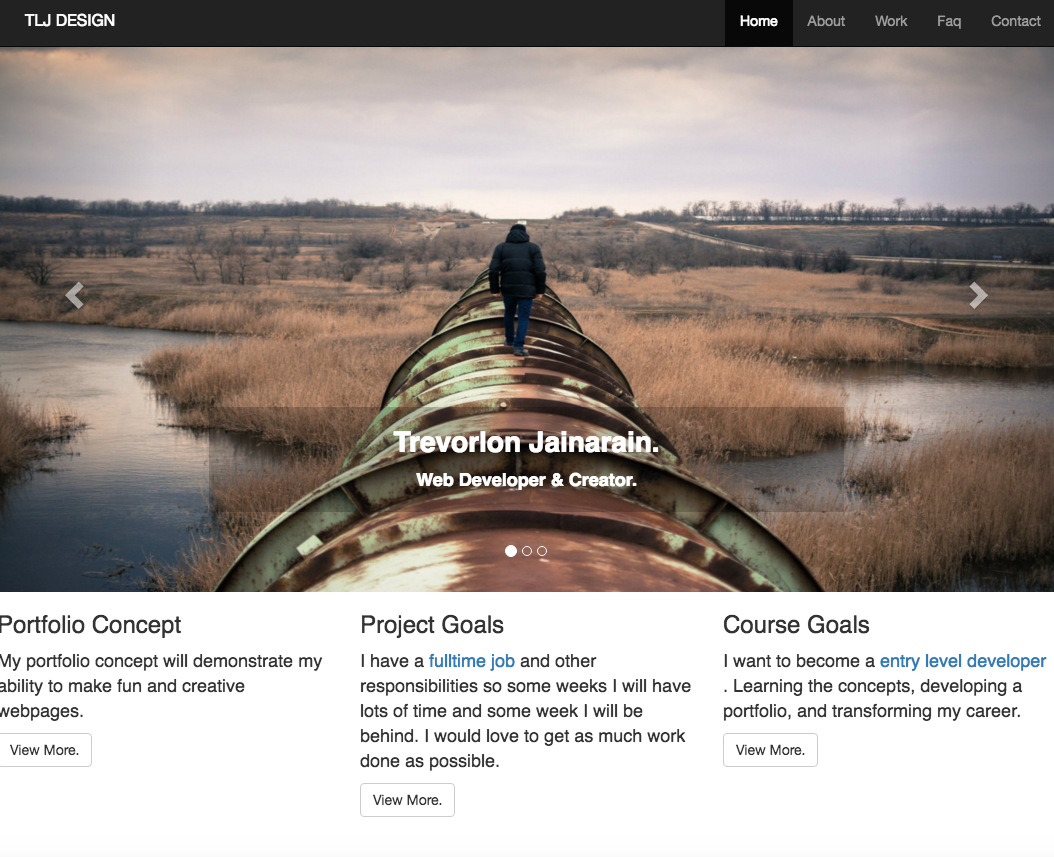 TLJ DESIGN
Home About Work Faq Contact
Trevorlon Jainarain.
Web Developer & Creator.
Portfolio Concept
My portfolio concept will demonstrate my
ability to make fun and creative
webpages.
View More.
Project Goals
I have a fulltime job and other
responsibilities so some weeks I will have
lots of time and some week I will be
behind. I would love to get as much work
done as possible.
View More.
Course Goals
I want to become a entry level developer
. Learning the concepts, developing a
portfolio, and transforming my career.
View More.